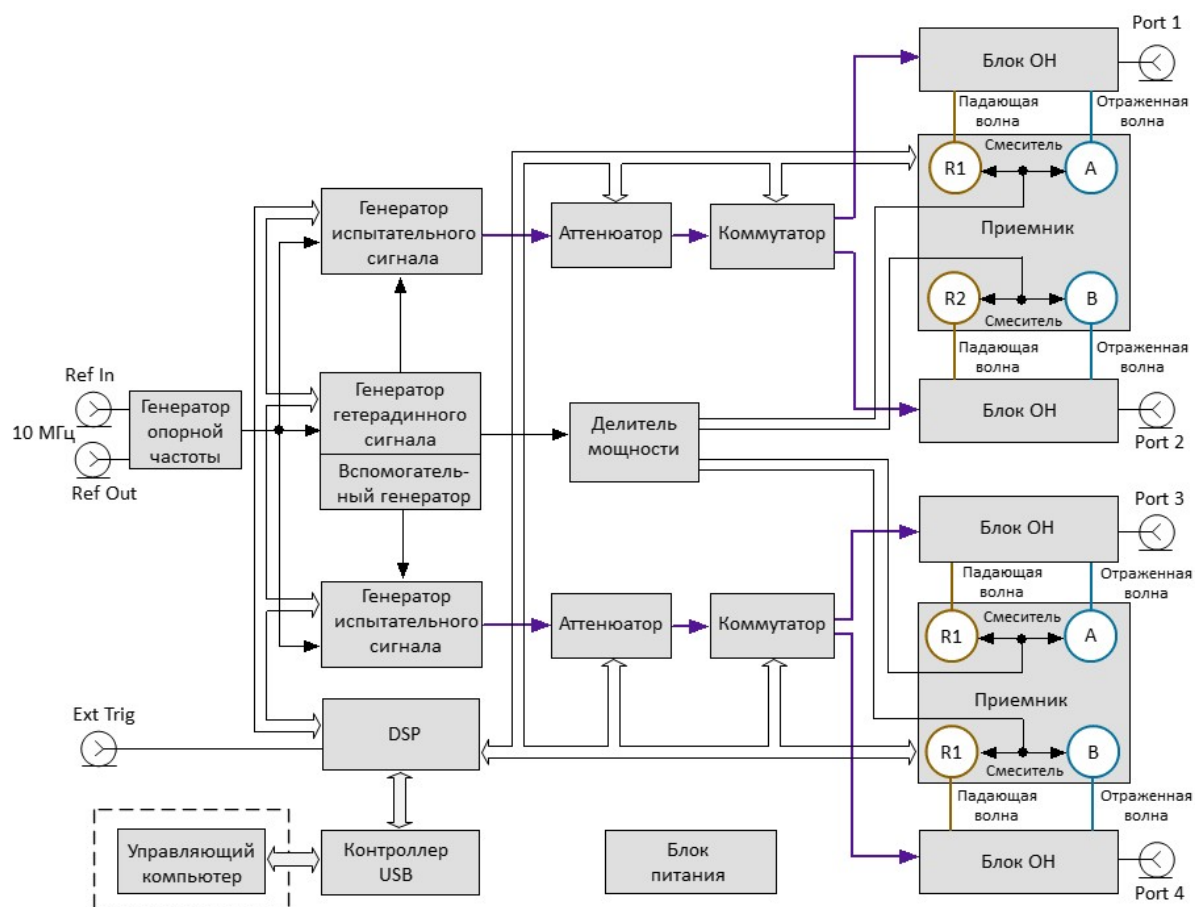 Port 1
Блок ОН
Падающая
волна
Отраженная
волна
Смеситель
R1
A
Генератор
испытательного
сигнала
Аттенюатор
Коммутатор
Приемник
R2
B
Смеситель
Падающая
волна
Отраженная
волна
Ref In
10 МГц
Ref Out
Генератор
опорной
частоты
Генератор
гетерадинного
сигнала
Вспомогатель-
ный генератор
Делитель
мощности
Блок ОН
Port 2
Port 3
Блок ОН
Падающая
волна
Отраженная
волна
Генератор
испытательного
сигнала
Аттенюатор
Коммутатор
Смеситель
R1
A
Приемник
Ext Trig
DSP
R1
B
Смеситель
Падающая
волна
Отраженная
волна
Управляющий
компьютер
Контроллер
USB
Блок
питания
Блок ОН
Port 4